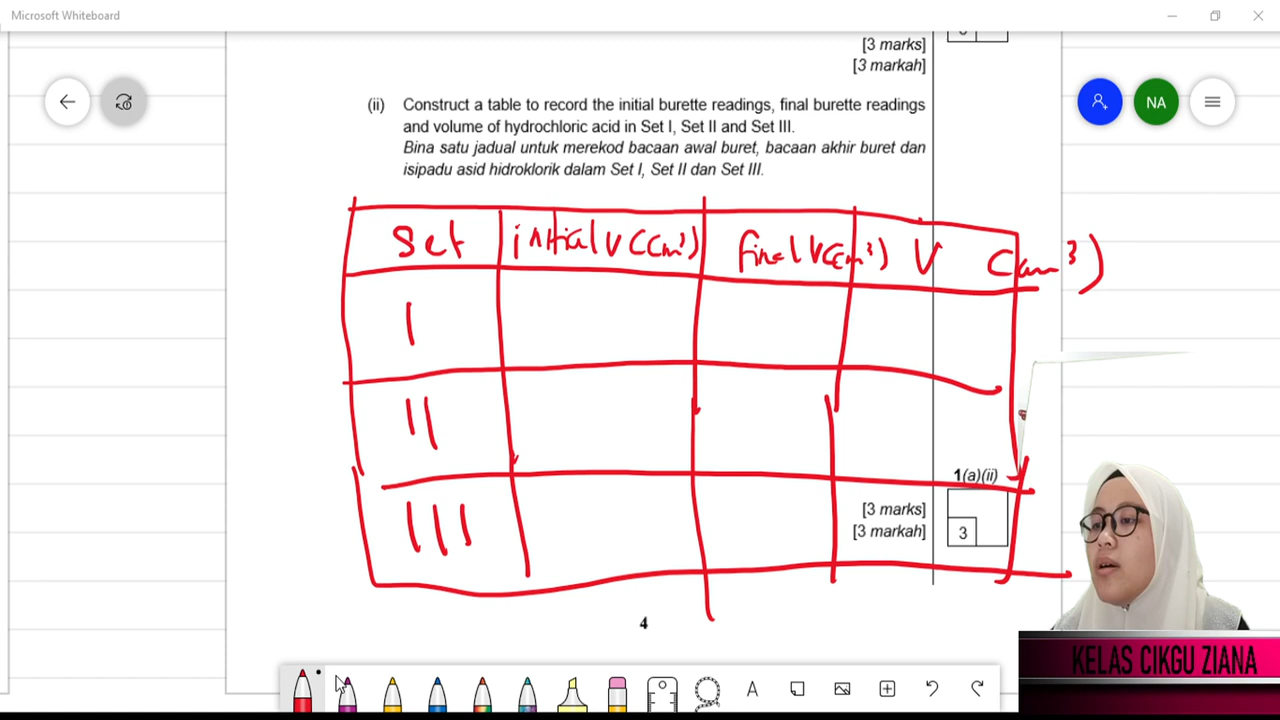 Microsoft Whiteboard
NA
[3 marks]
[3 markah]
(ii) Construct a table to record the initial burette readings, final burette readings
and volume of hydrochloric acid in Set I, Set II and Set III.
Bina satu jadual untuk merekod bacaan awal buret, bacaan akhir buret dan
isipadu asid hidroklorik dalam Set I, Set II dan Set III.
Set initial V (cm³) final V (cm³) V (cm³)
I
II
III
1(a)(ii)
[3 marks]
[3 markah]
3
4
KELAS CIKGU ZIANA
A